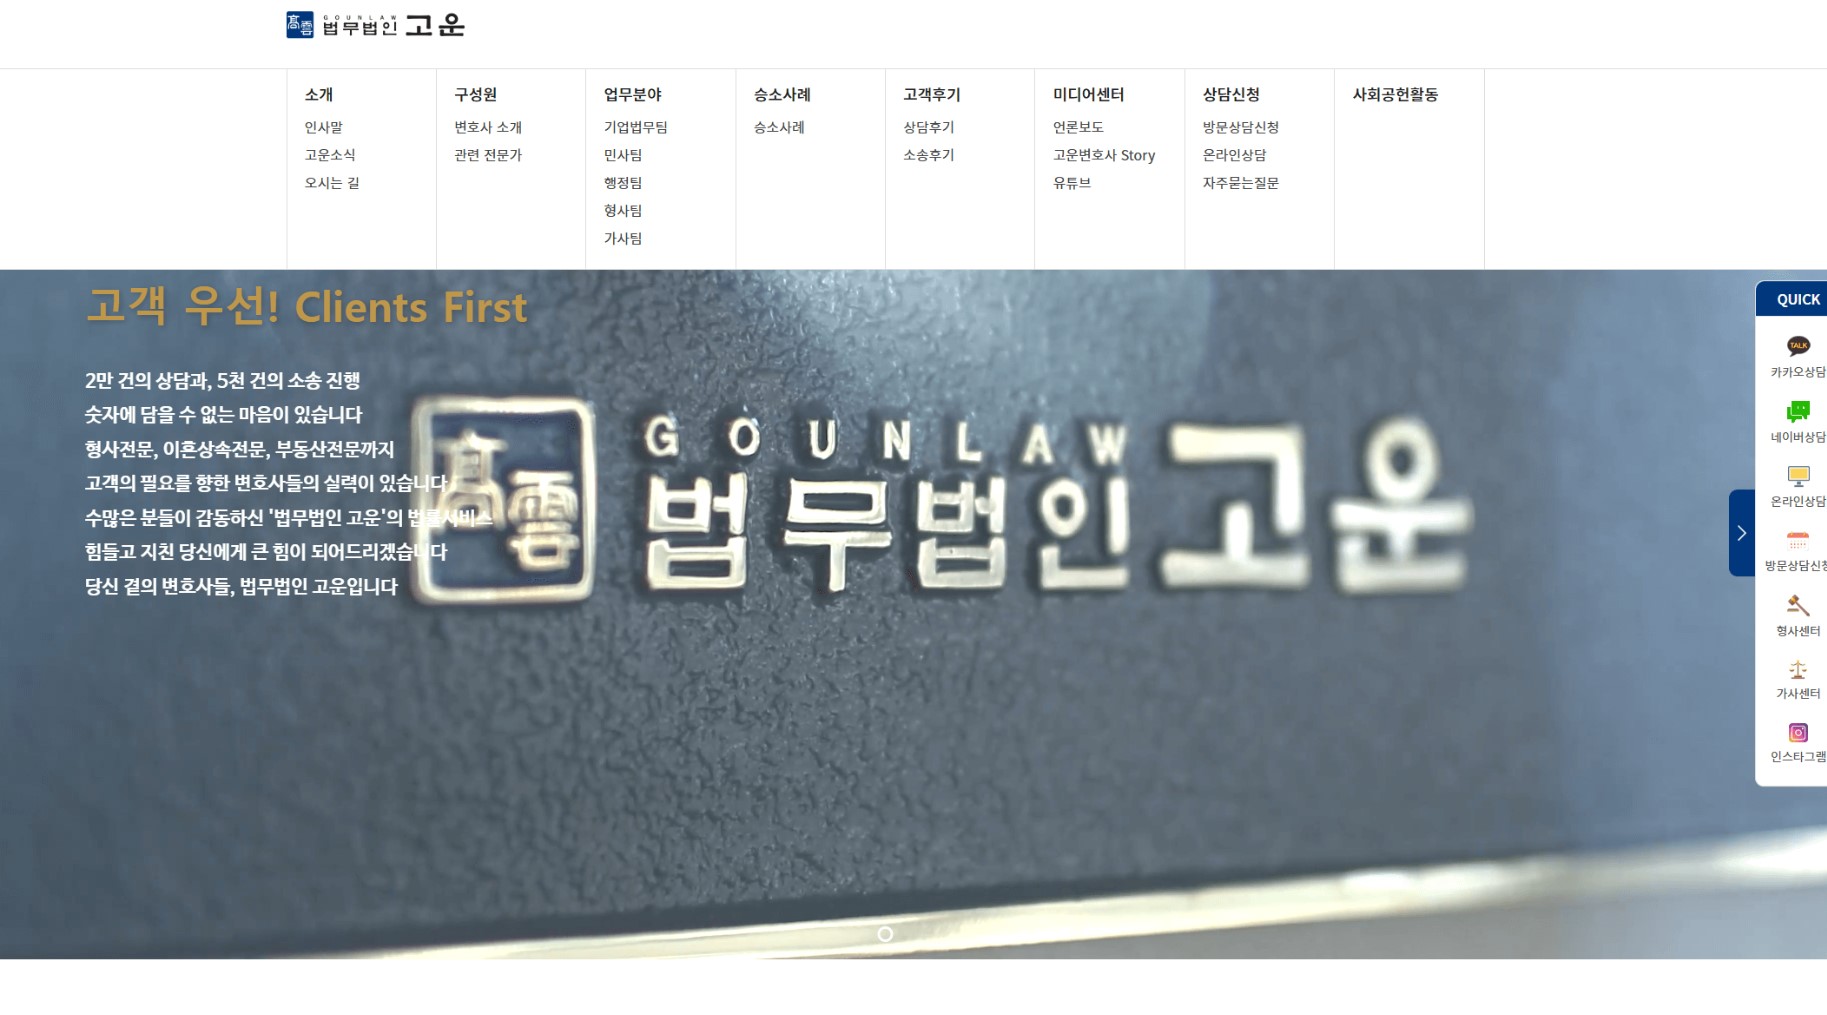 高雲 GOUNLAW 법무법인 고운
소개
인사말
고운소식
오시는 길
구성원
변호사 소개
관련 전문가
업무분야
기업법무팀
민사팀
행정팀
형사팀
가사팀
승소사례
승소사례
고객후기
상담후기
소송후기
미디어센터
언론보도
고운변호사 Story
유튜브
상담신청
방문상담신청
온라인상담
자주묻는질문
사회공헌활동
고객 우선! Clients First
2만 건의 상담과, 5천 건의 소송 진행
숫자에 담을 수 없는 마음이 있습니다
형사전문, 이혼상속전문, 부동산전문까지
고객의 필요를 향한 변호사들의 실력이 있습니다
수많은 분들이 감동하신 '법무법인 고운'의 법률서비스
힘들고 지친 당신에게 큰 힘이 되어드리겠습니다
당신 곁의 변호사들, 법무법인 고운입니다
高雲
GOUNLAW
법무법인 고운
QUICK
TALK
카카오상담
네이버상담
온라인상담
방문상담신청
형사센터
가사센터
인스타그램